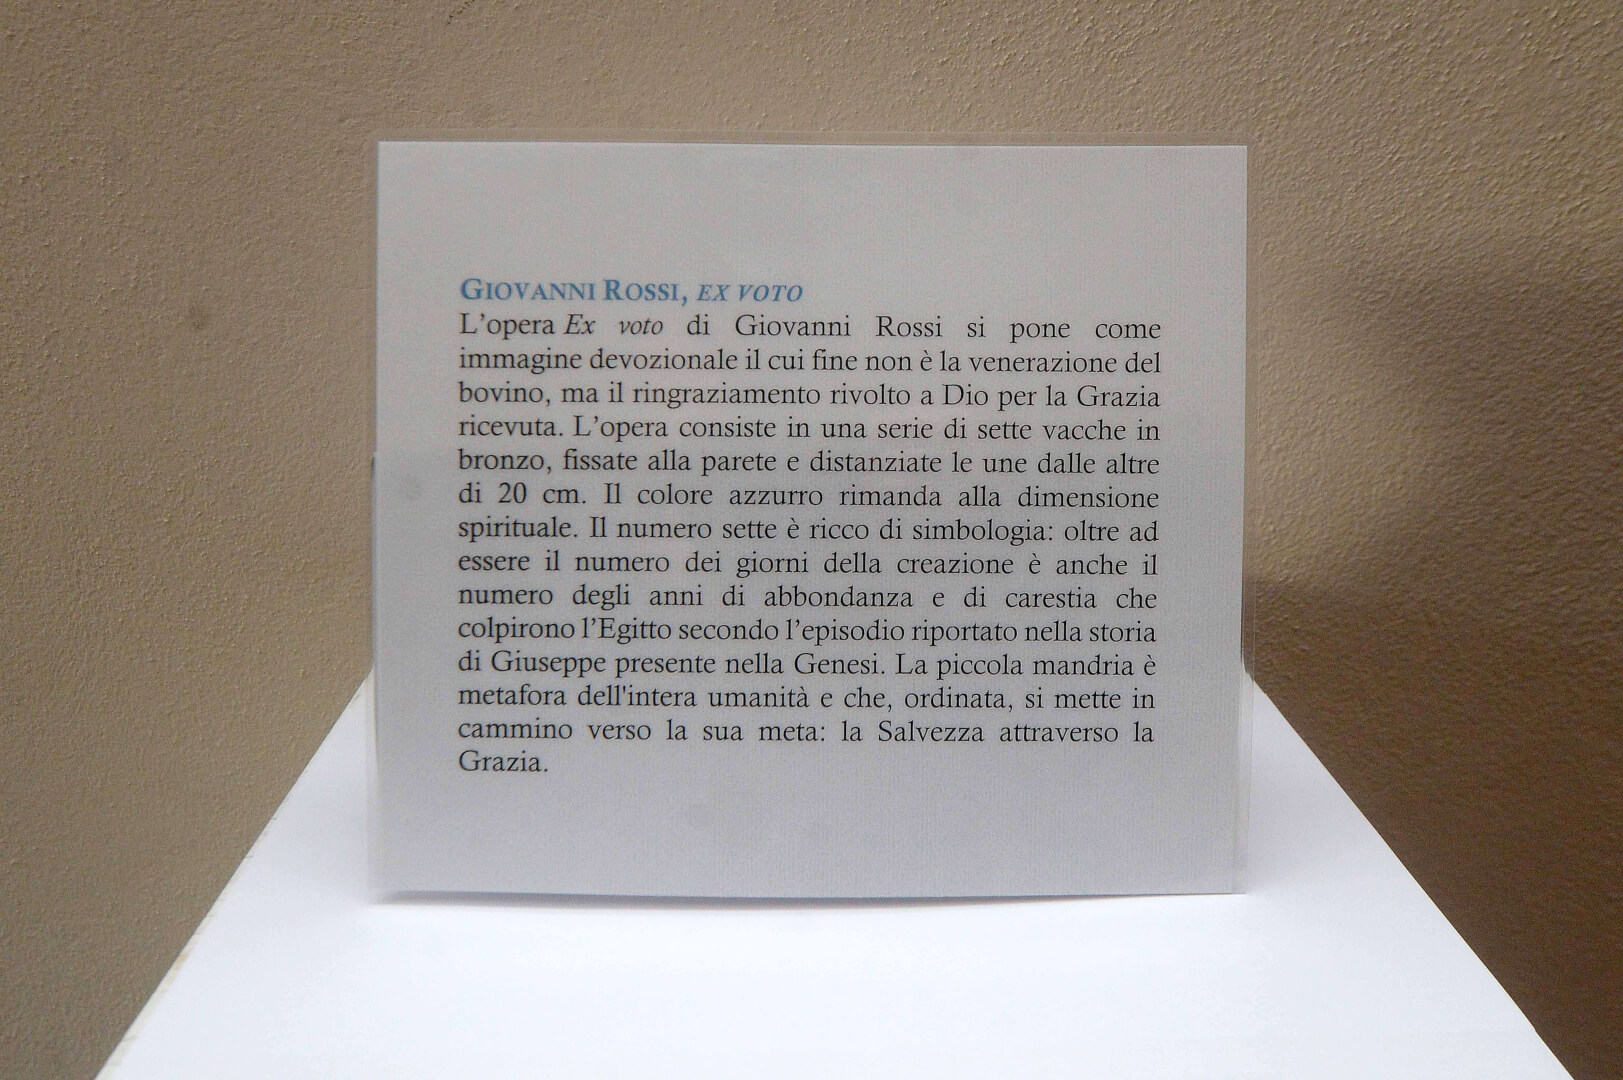 GIOVANNI ROSSI, EX VOTO
L'opera Ex voto di Giovanni Rossi si pone come
immagine devozionale il cui fine non è la venerazione del
bovino, ma il ringraziamento rivolto a Dio per la Grazia
ricevuta. L'opera consiste in una serie di sette vacche in
bronzo, fissate alla parete e distanziate le une dalle altre
di 20 cm. Il colore azzurro rimanda alla dimensione
spirituale. Il numero sette è ricco di simbologia: oltre ad
essere il numero dei giorni della creazione è anche il
numero degli anni di abbondanza e di carestia che
colpirono l'Egitto secondo l'episodio riportato nella storia
di Giuseppe presente nella Genesi. La piccola mandria è
metafora dell'intera umanità e che, ordinata, si mette in
cammino verso la sua meta: la Salvezza attraverso la
Grazia.